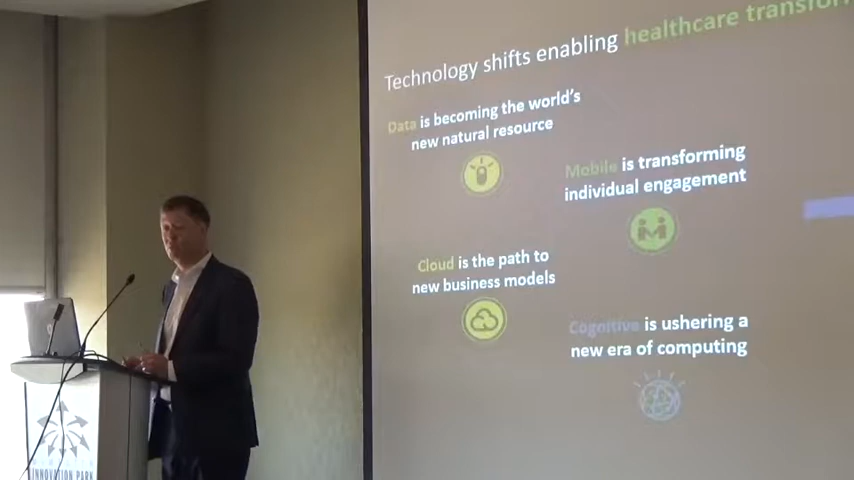 Technology shifts enabling healthcare
Data is becoming the world's
new natural resource
Mobile is transforming
individual engagement
Cloud is the path to
new business models
Cognitive is ushering a
new era of computing
INNOVATION PARK